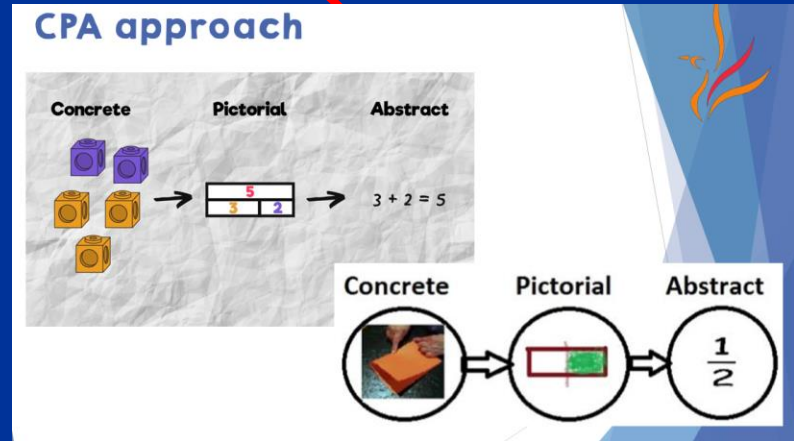 CPA approach
Concrete Pictorial Abstract
5
3 2
3 + 2 = 5
Concrete Pictorial Abstract
1
2